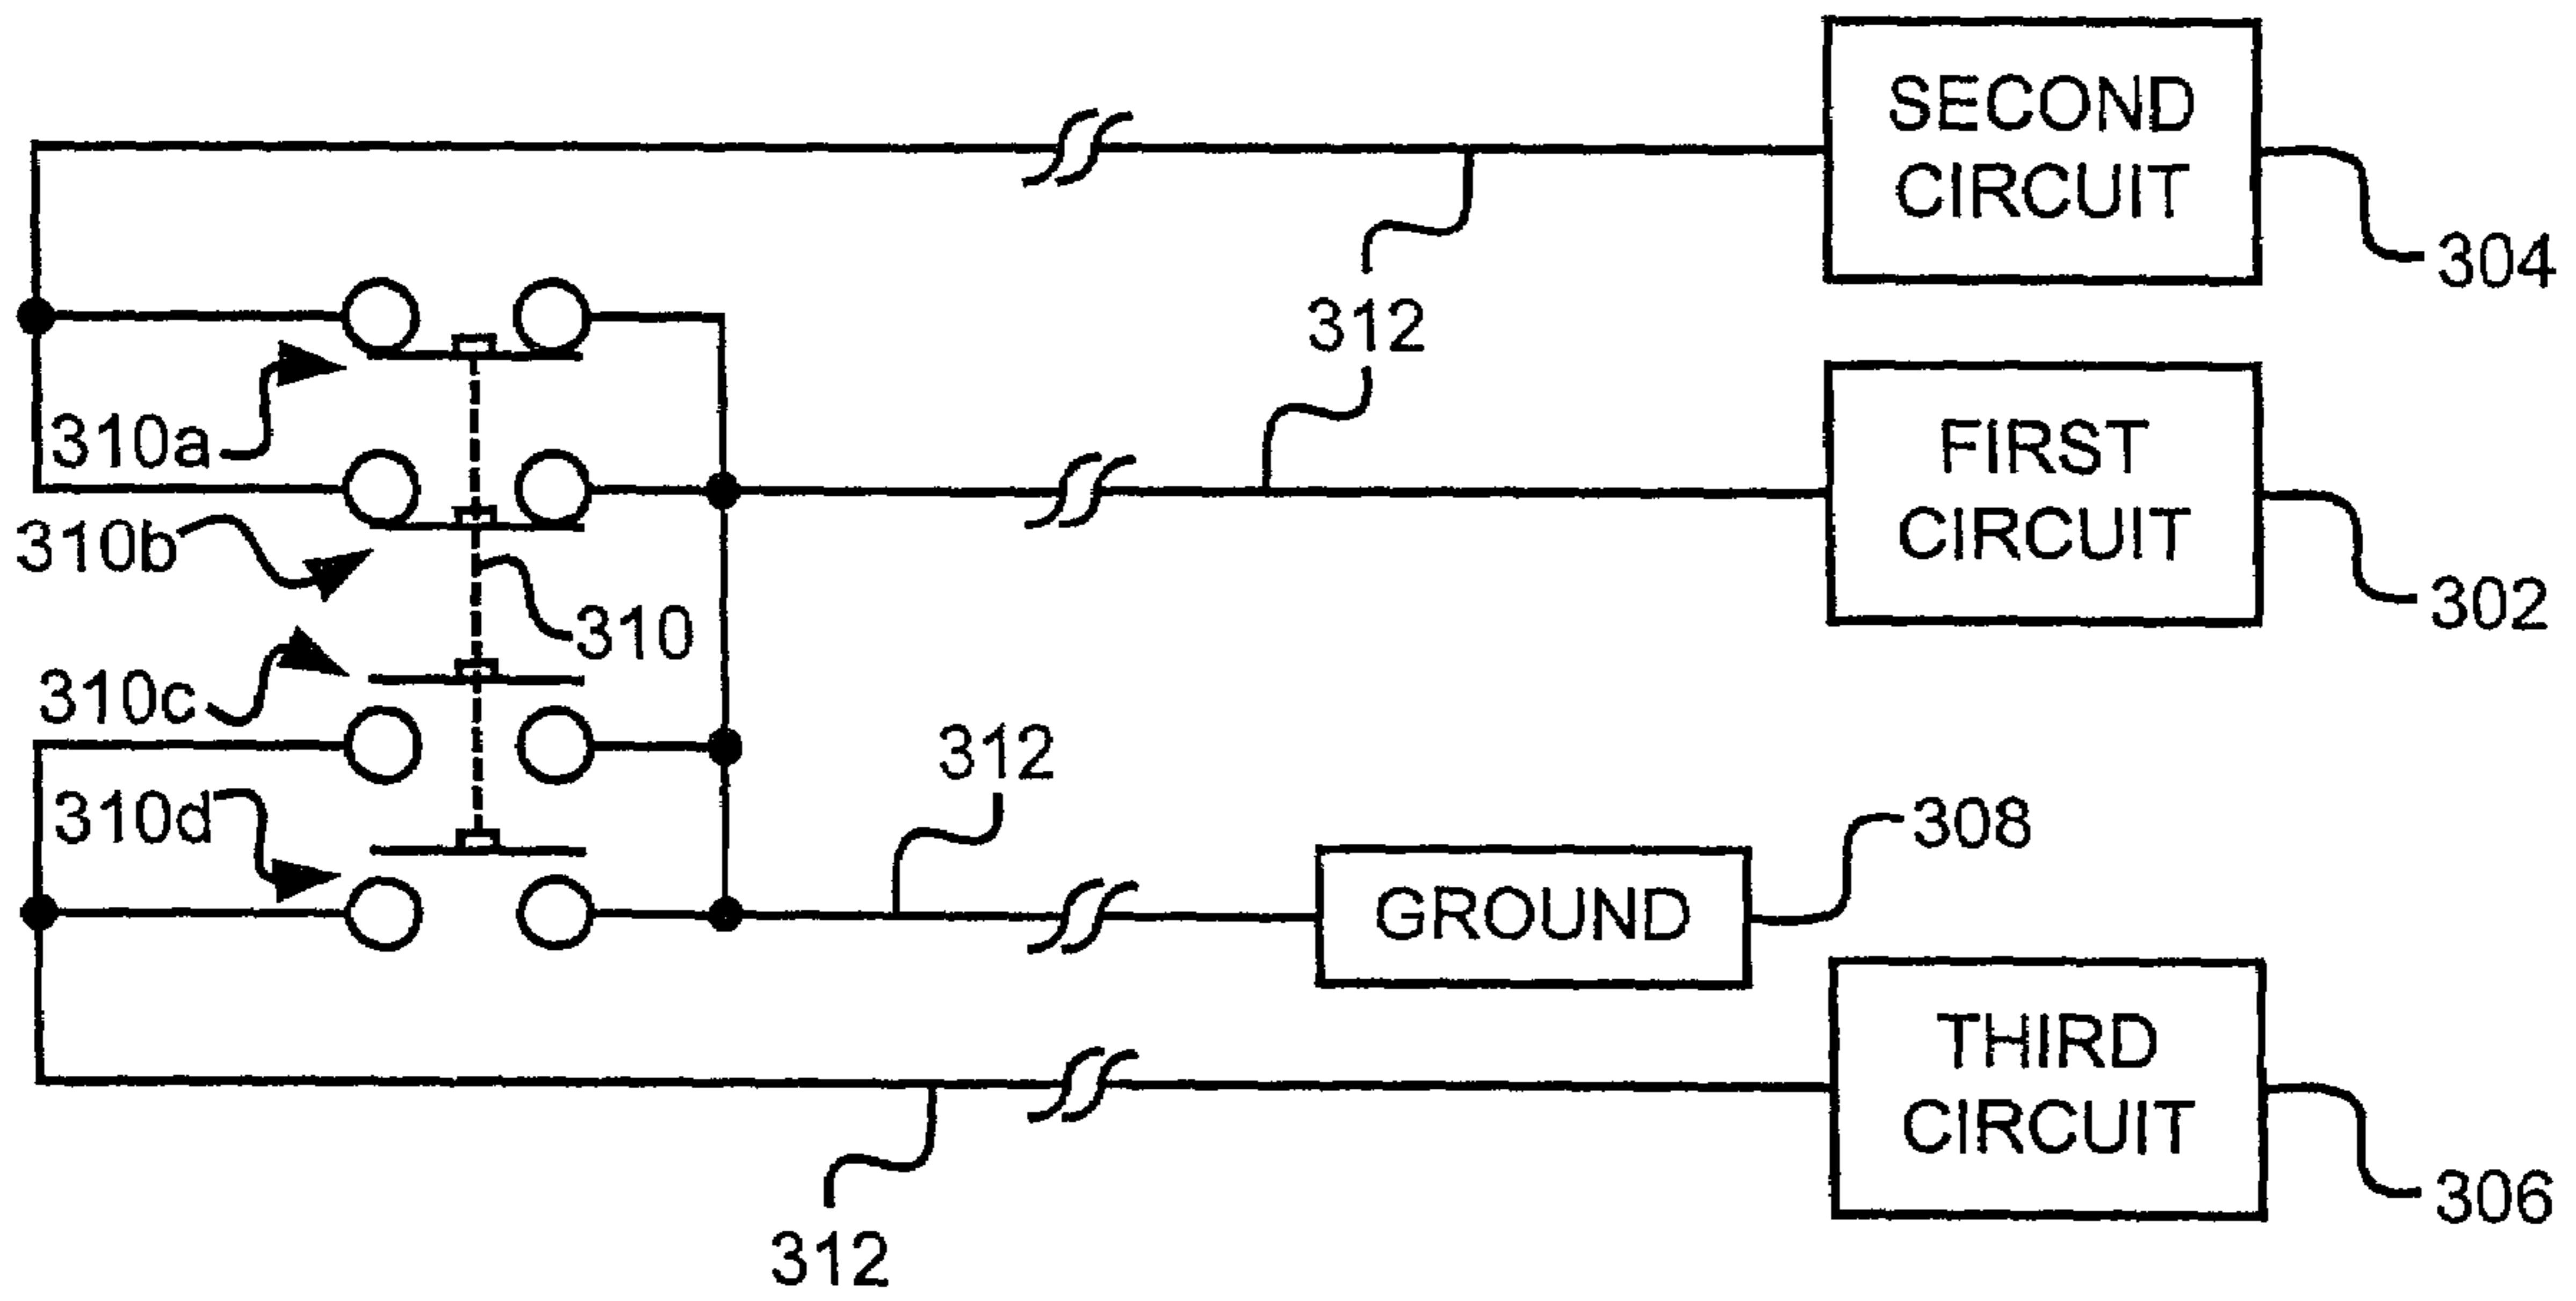 SECOND
CIRCUIT
304
312
310a
FIRST
CIRCUIT
302
310b
310
310c
312
310d
308
GROUND
THIRD
CIRCUIT
306
312